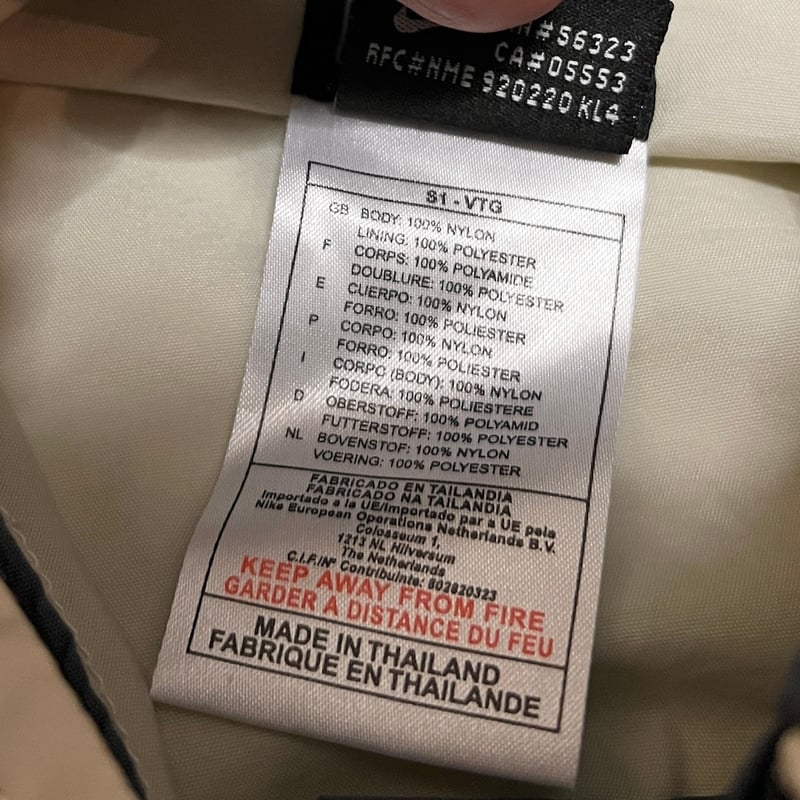 #56323
CA#05553
RFC#NME 920220 KL4
S1 - VTG
GB BODY: 100% NYLON
LINING: 100% POLYESTER
F CORPS: 100% POLYAMIDE
DOUBLURE: 100% POLYESTER
E CUERPO: 100% NYLON
FORRO: 100% POLIESTER
P CORPO: 100% NYLON
FORRO: 100% POLIESTER
I CORPO (BODY): 100% NYLON
FODERA: 100% POLIESTERE
D OBERSTOFF: 100% POLYAMID
FUTTERSTOFF: 100% POLYESTER
NL BOVENSTOF: 100% NYLON
VOERING: 100% POLYESTER
FABRICADO EN TAILANDIA
FABRICADO NA TAILANDIA
Importado a la UE/Importado par a UE pela
Nike European Operations Netherlands B.V.
Colosseum 1,
1213 NL Hilversum
The Netherlands
C.I.F./Nº Contribuinte: 802820323
KEEP AWAY FROM FIRE
GARDER A DISTANCE DU FEU
MADE IN THAILAND
FABRIQUE EN THAILANDE